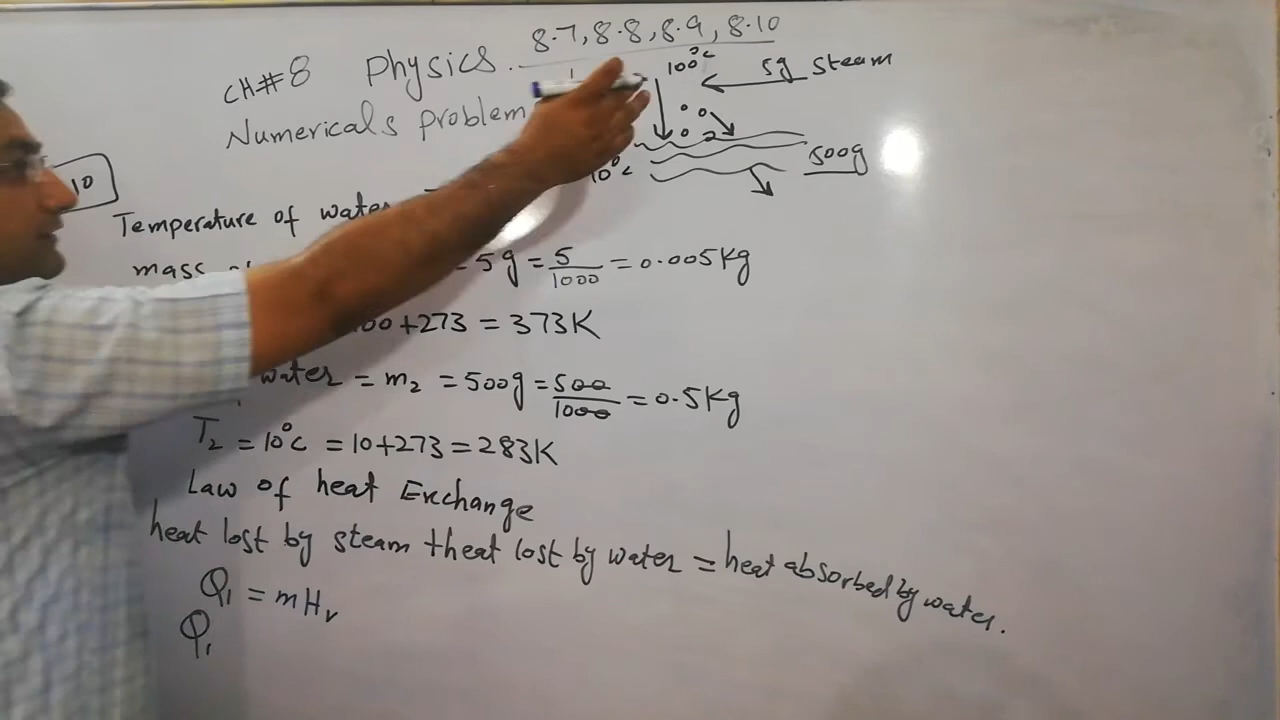 8.7, 8.8, 8.9, 8.10
CH#8 Physics.
Numericals problem
100°C
5g steam
10°C
500g
10
Temperature of water
mass = 5g = 5/1000 = 0.005Kg
100+273 = 373K
water = m₂ = 500g = 500/1000 = 0.5Kg
T₂ = 10°C = 10+273 = 283K
Law of heat Exchange
heat lost by steam + heat lost by water = heat absorbed by water.
Q₁ = mHᵥ
Q₁